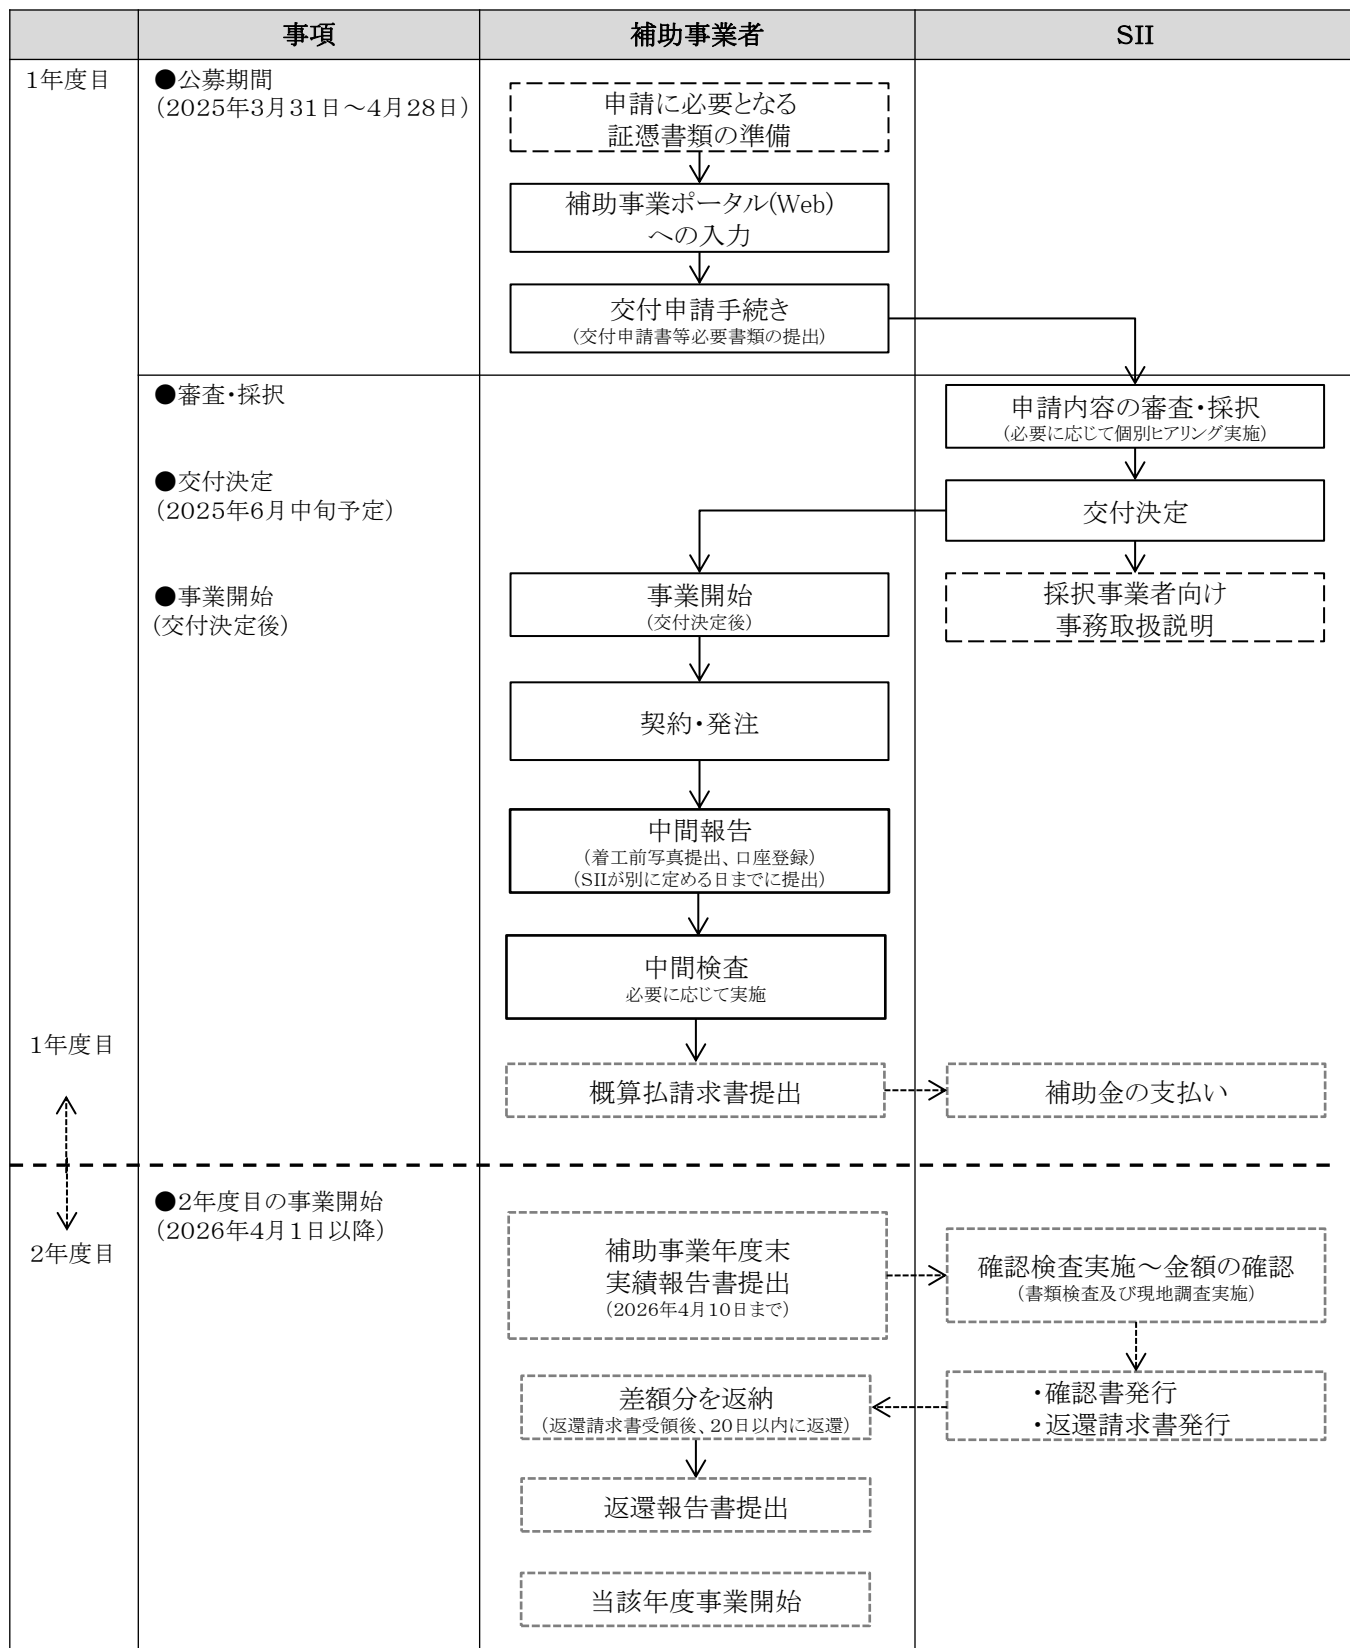 事項
補助事業者
SII
1年度目
●公募期間
(2025年3月31日～4月28日)
申請に必要となる
証憑書類の準備
補助事業ポータル(Web)
への入力
交付申請手続き
(交付申請書等必要書類の提出)
●審査・採択
申請内容の審査・採択
(必要に応じて個別ヒアリング実施)
●交付決定
(2025年6月中旬予定)
交付決定
●事業開始
(交付決定後)
事業開始
(交付決定後)
採択事業者向け
事務取扱説明
契約・発注
中間報告
(着工前写真提出、口座登録)
(SIIが別に定める日までに提出)
中間検査
必要に応じて実施
1年度目
概算払請求書提出
補助金の支払い
●2年度目の事業開始
(2026年4月1日以降)
2年度目
補助事業年度末
実績報告書提出
(2026年4月10日まで)
確認検査実施～金額の確認
(書類検査及び現地調査実施)
差額分を返納
(返還請求書受領後、20日以内に返還)
・確認書発行
・返還請求書発行
返還報告書提出
当該年度事業開始